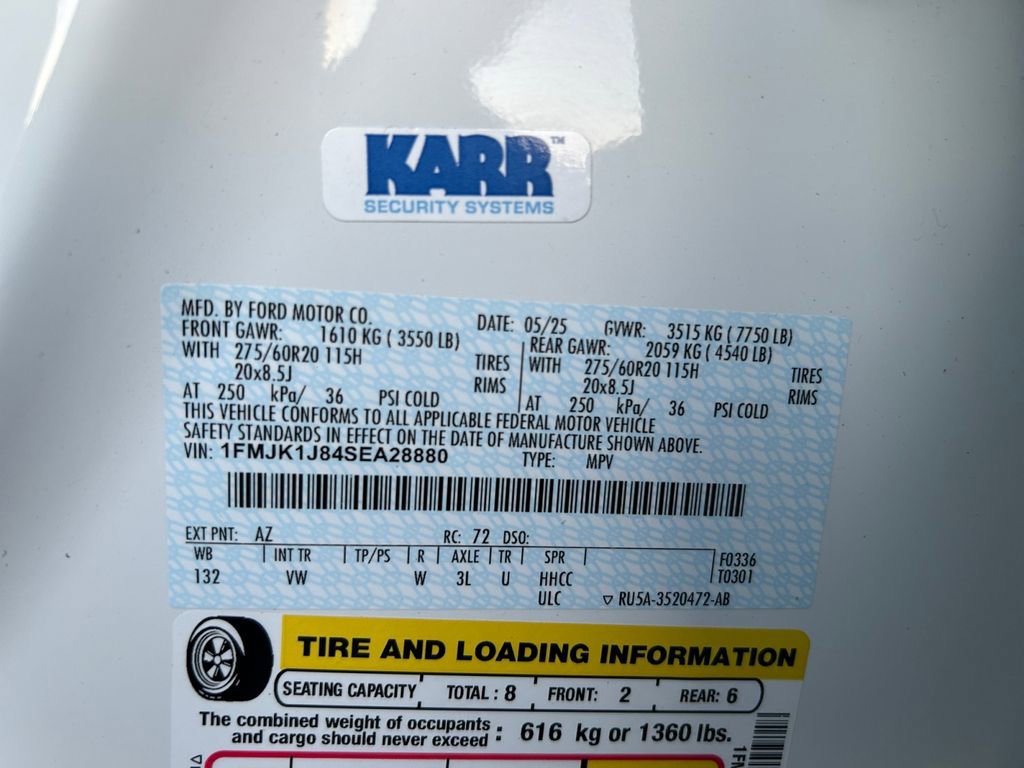 KARR™
SECURITY SYSTEMS
MFD. BY FORD MOTOR CO.
DATE: 05/25 GVWR: 3515 KG ( 7750 LB)
FRONT GAWR: 1610 KG ( 3550 LB) REAR GAWR: 2059 KG ( 4540 LB)
WITH 275/60R20 115H TIRES WITH 275/60R20 115H TIRES
20x8.5J RIMS 20x8.5J RIMS
AT 250 kPa/ 36 PSI COLD AT 250 kPa/ 36 PSI COLD
THIS VEHICLE CONFORMS TO ALL APPLICABLE FEDERAL MOTOR VEHICLE
SAFETY STANDARDS IN EFFECT ON THE DATE OF MANUFACTURE SHOWN ABOVE.
VIN: 1FMJK1J84SEA28880 TYPE: MPV
EXT PNT: AZ RC: 72 DSO:
WB INT TR TP/PS R AXLE TR SPR F0336
132 VW W 3L U HHCC T0301
ULC ▽ RU5A-3520472-AB
TIRE AND LOADING INFORMATION
SEATING CAPACITY TOTAL : 8 FRONT: 2 REAR: 6
The combined weight of occupants
and cargo should never exceed : 616 kg or 1360 lbs.